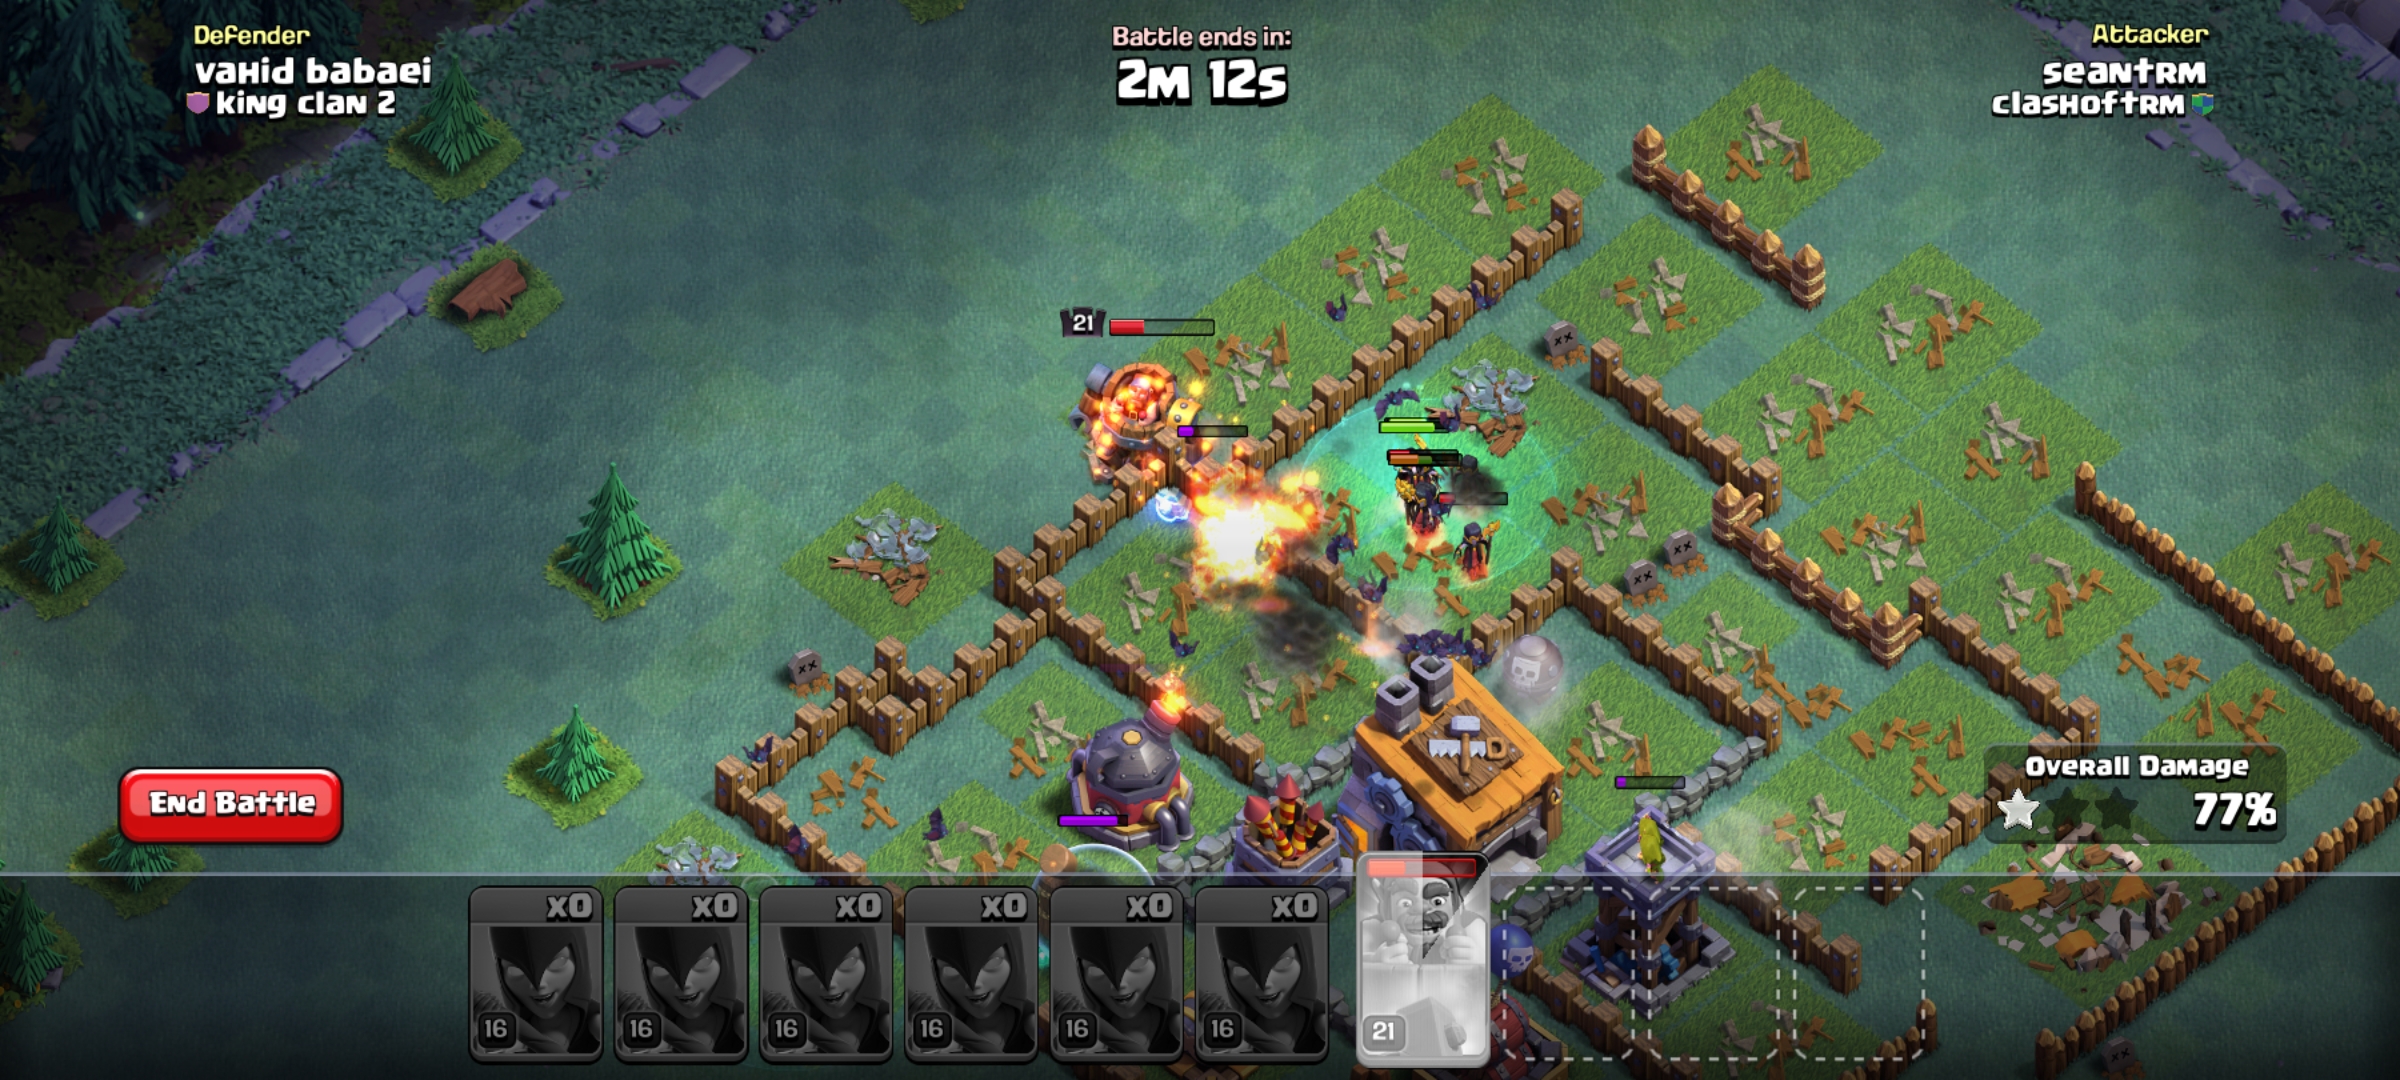 Defender
vahid babaei
king clan 2
Battle ends in:
2M 12s
Attacker
seantRM
clashoftRM
21
End Battle
Overall Damage
77%
x0
x0
x0
x0
x0
x0
16
16
16
16
16
16
21